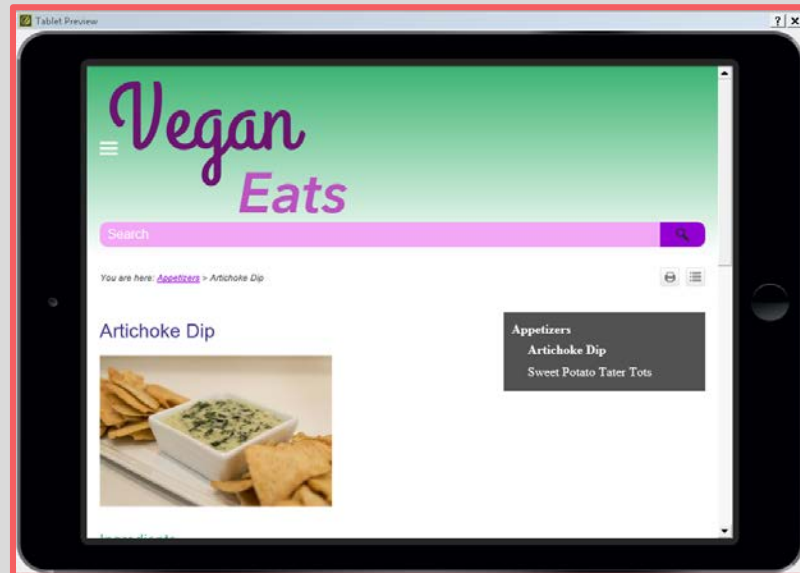 Tablet Preview
Vegan
Eats
Search
You are here: Appetizers > Artichoke Dip
Artichoke Dip
Appetizers
Artichoke Dip
Sweet Potato Tater Tots